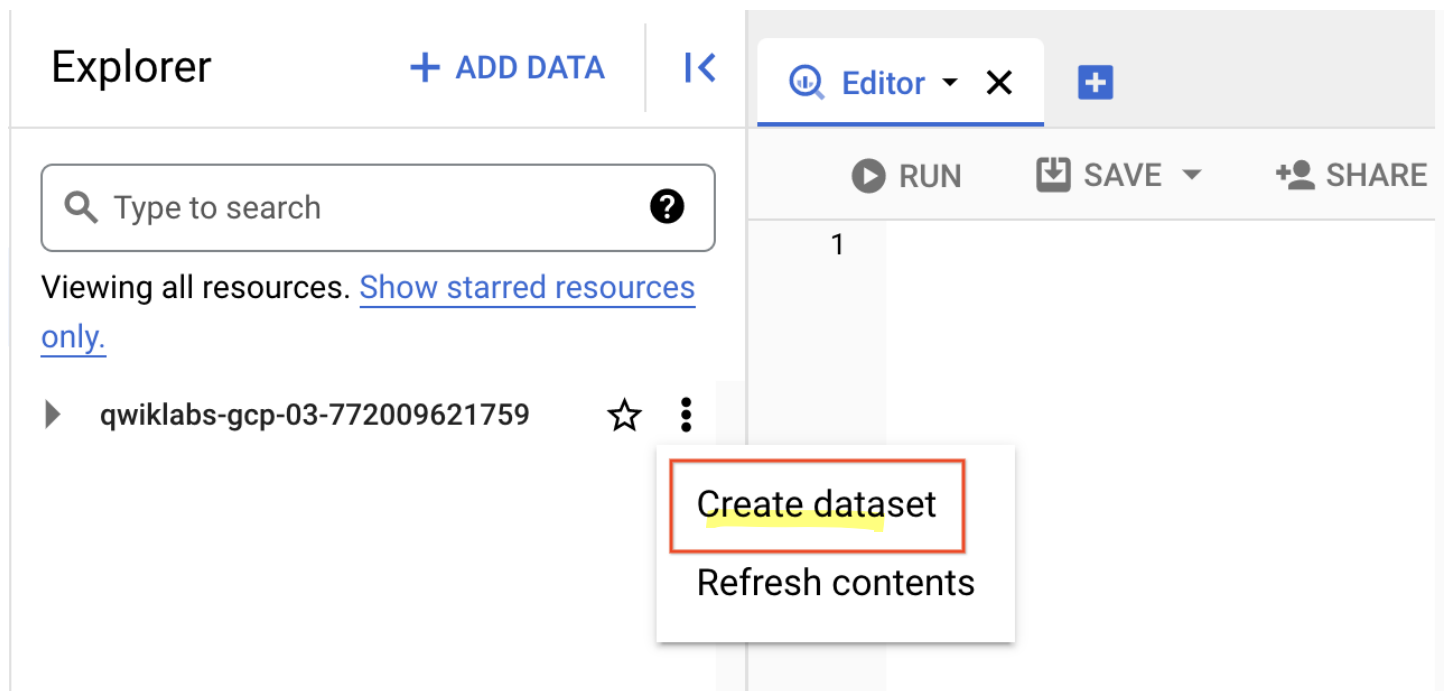 Explorer
+ ADD DATA
Editor
Type to search
?
RUN
SAVE
SHARE
1
Viewing all resources. Show starred resources
only.
qwiklabs-gcp-03-772009621759
Create dataset
Refresh contents